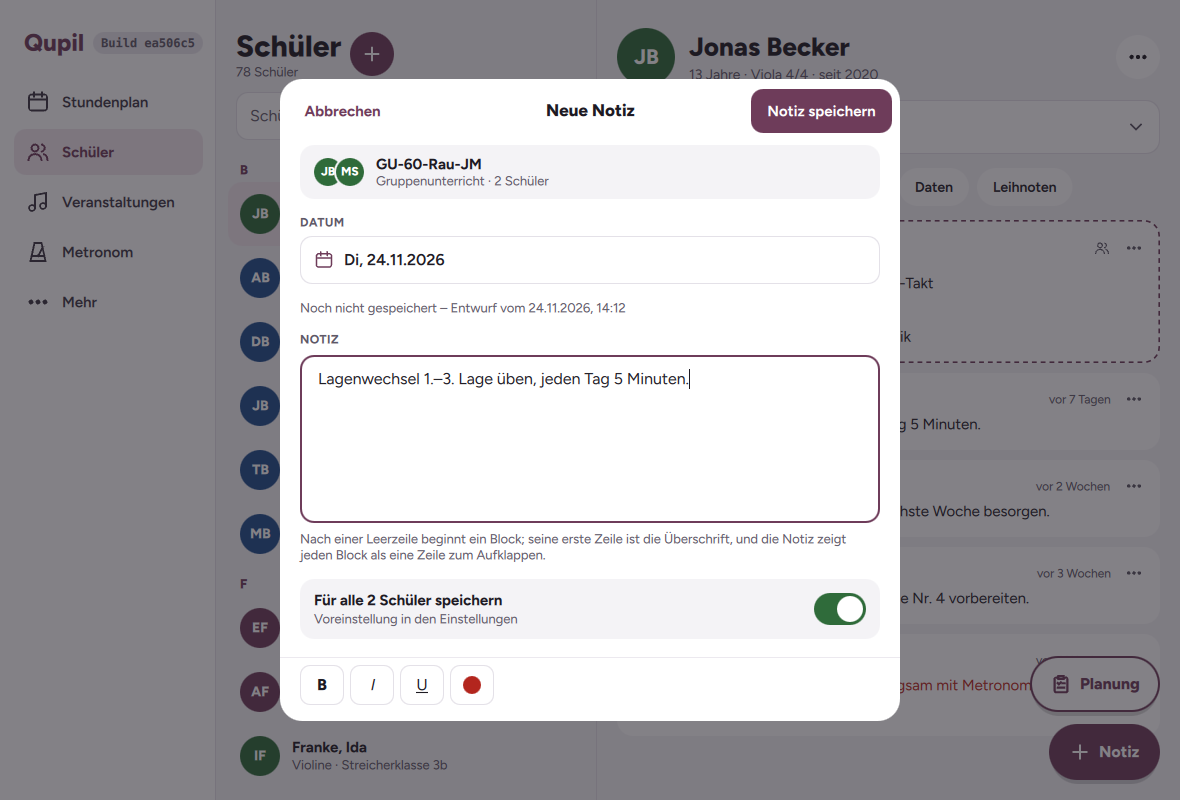 Qupil Build ea506c5
Stundenplan
Schüler
Veranstaltungen
Metronom
Mehr
Schüler
78 Schüler
B
JB
AB
DB
JB
TB
MB
F
EF
AF
IF
Franke, Ida
Violine · Streicherklasse 3b
JB
Jonas Becker
13 Jahre · Viola 4/4 · seit 2020
Daten
Leihnoten
-Takt
vor 7 Tagen
5 Minuten.
vor 2 Wochen
Woche besorgen.
vor 3 Wochen
Nr. 4 vorbereiten.
mit Metronom
Planung
Notiz
Abbrechen
Neue Notiz
Notiz speichern
JB MS
GU-60-Rau-JM
Gruppenunterricht · 2 Schüler
DATUM
Di, 24.11.2026
Noch nicht gespeichert – Entwurf vom 24.11.2026, 14:12
NOTIZ
Lagenwechsel 1.–3. Lage üben, jeden Tag 5 Minuten.
Nach einer Leerzeile beginnt ein Block; seine erste Zeile ist die Überschrift, und die Notiz zeigt
jeden Block als eine Zeile zum Aufklappen.
Für alle 2 Schüler speichern
Voreinstellung in den Einstellungen
B I U